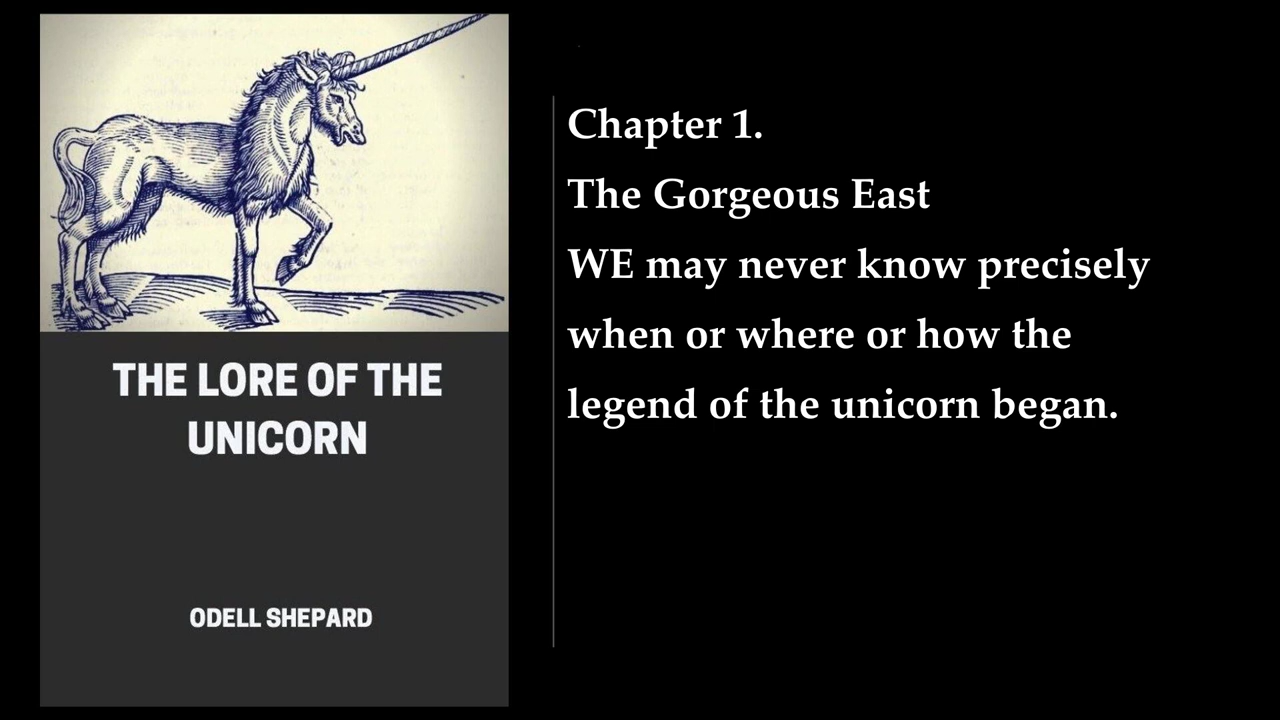 THE LORE OF THE
UNICORN
ODELL SHEPARD
Chapter 1.
The Gorgeous East
WE may never know precisely
when or where or how the
legend of the unicorn began.